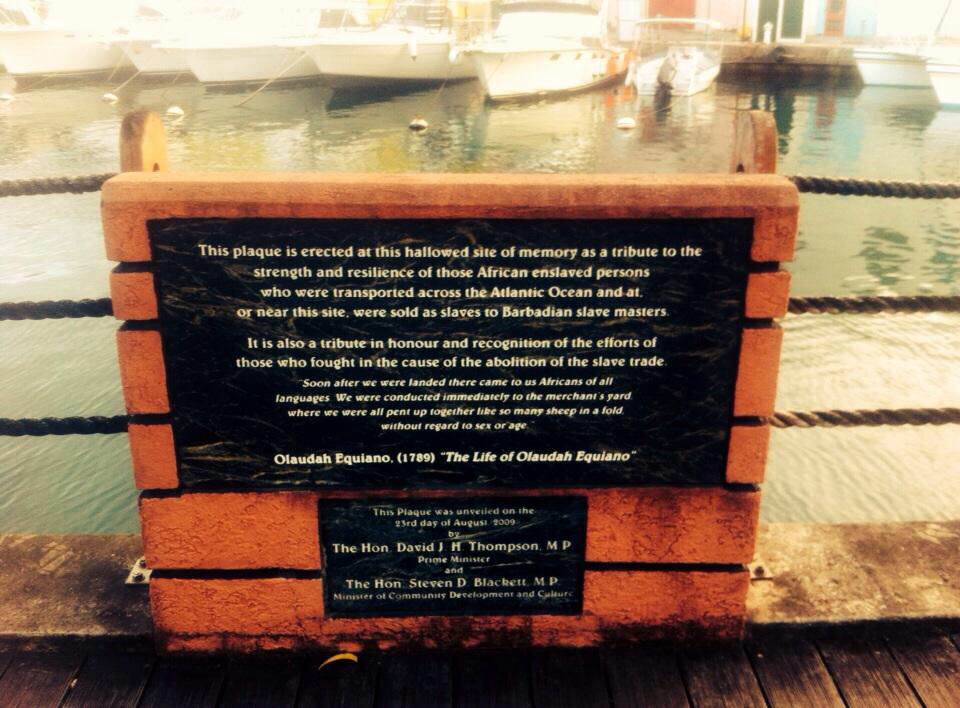 This plaque is erected at this hallowed site of memory as a tribute to the
strength and resilience of those African enslaved persons
who were transported across the Atlantic Ocean and at,
or near this site, were sold as slaves to Barbadian slave masters.
It is also a tribute in honour and recognition of the efforts of
those who fought in the cause of the abolition of the slave trade.
"Soon after we were landed there came to us Africans of all
languages. We were conducted immediately to the merchant's yard,
where we were all pent up together like so many sheep in a fold,
without regard to sex or age."
Olaudah Equiano, (1789) "The Life of Olaudah Equiano"
This Plaque was unveiled on the
23rd day of August, 2009
by
The Hon. David J. H. Thompson, M.P.
Prime Minister
and
The Hon. Steven D. Blackett, M.P.
Minister of Community Development and Culture